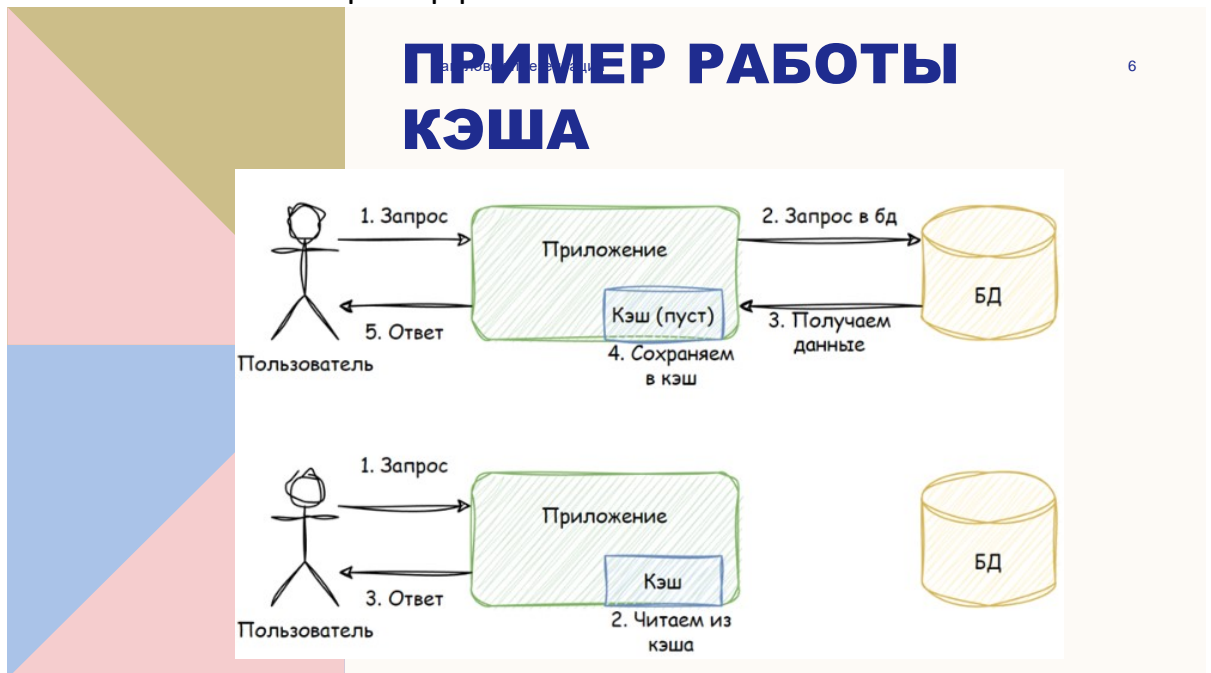 ПРИМЕР РАБОТЫ
КЭША
6
1. Запрос
2. Запрос в бд
Приложение
Кэш (пуст)
БД
5. Ответ
3. Получаем
данные
4. Сохраняем
в кэш
Пользователь
1. Запрос
Приложение
Кэш
БД
3. Ответ
2. Читаем из
кэша
Пользователь